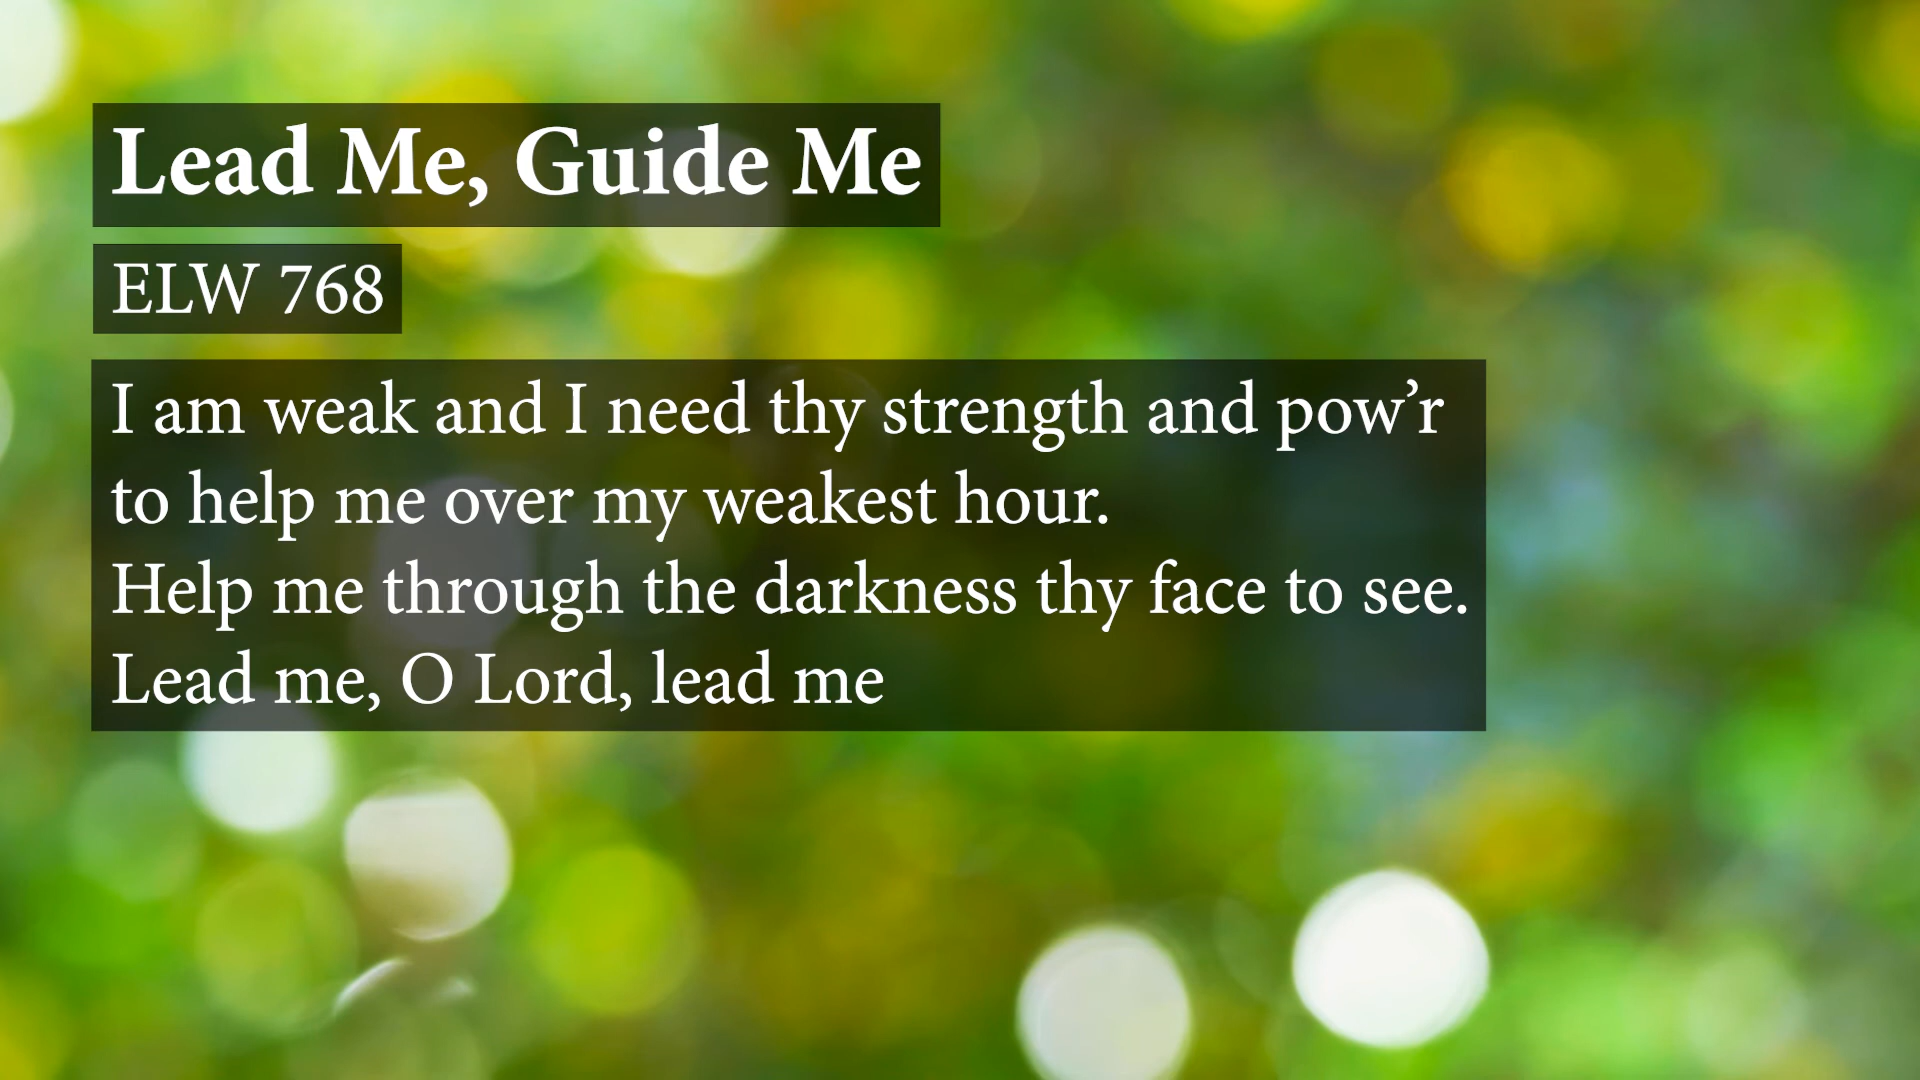 Lead Me, Guide Me
ELW 768
I am weak and I need thy strength and pow’r
to help me over my weakest hour.
Help me through the darkness thy face to see.
Lead me, O Lord, lead me